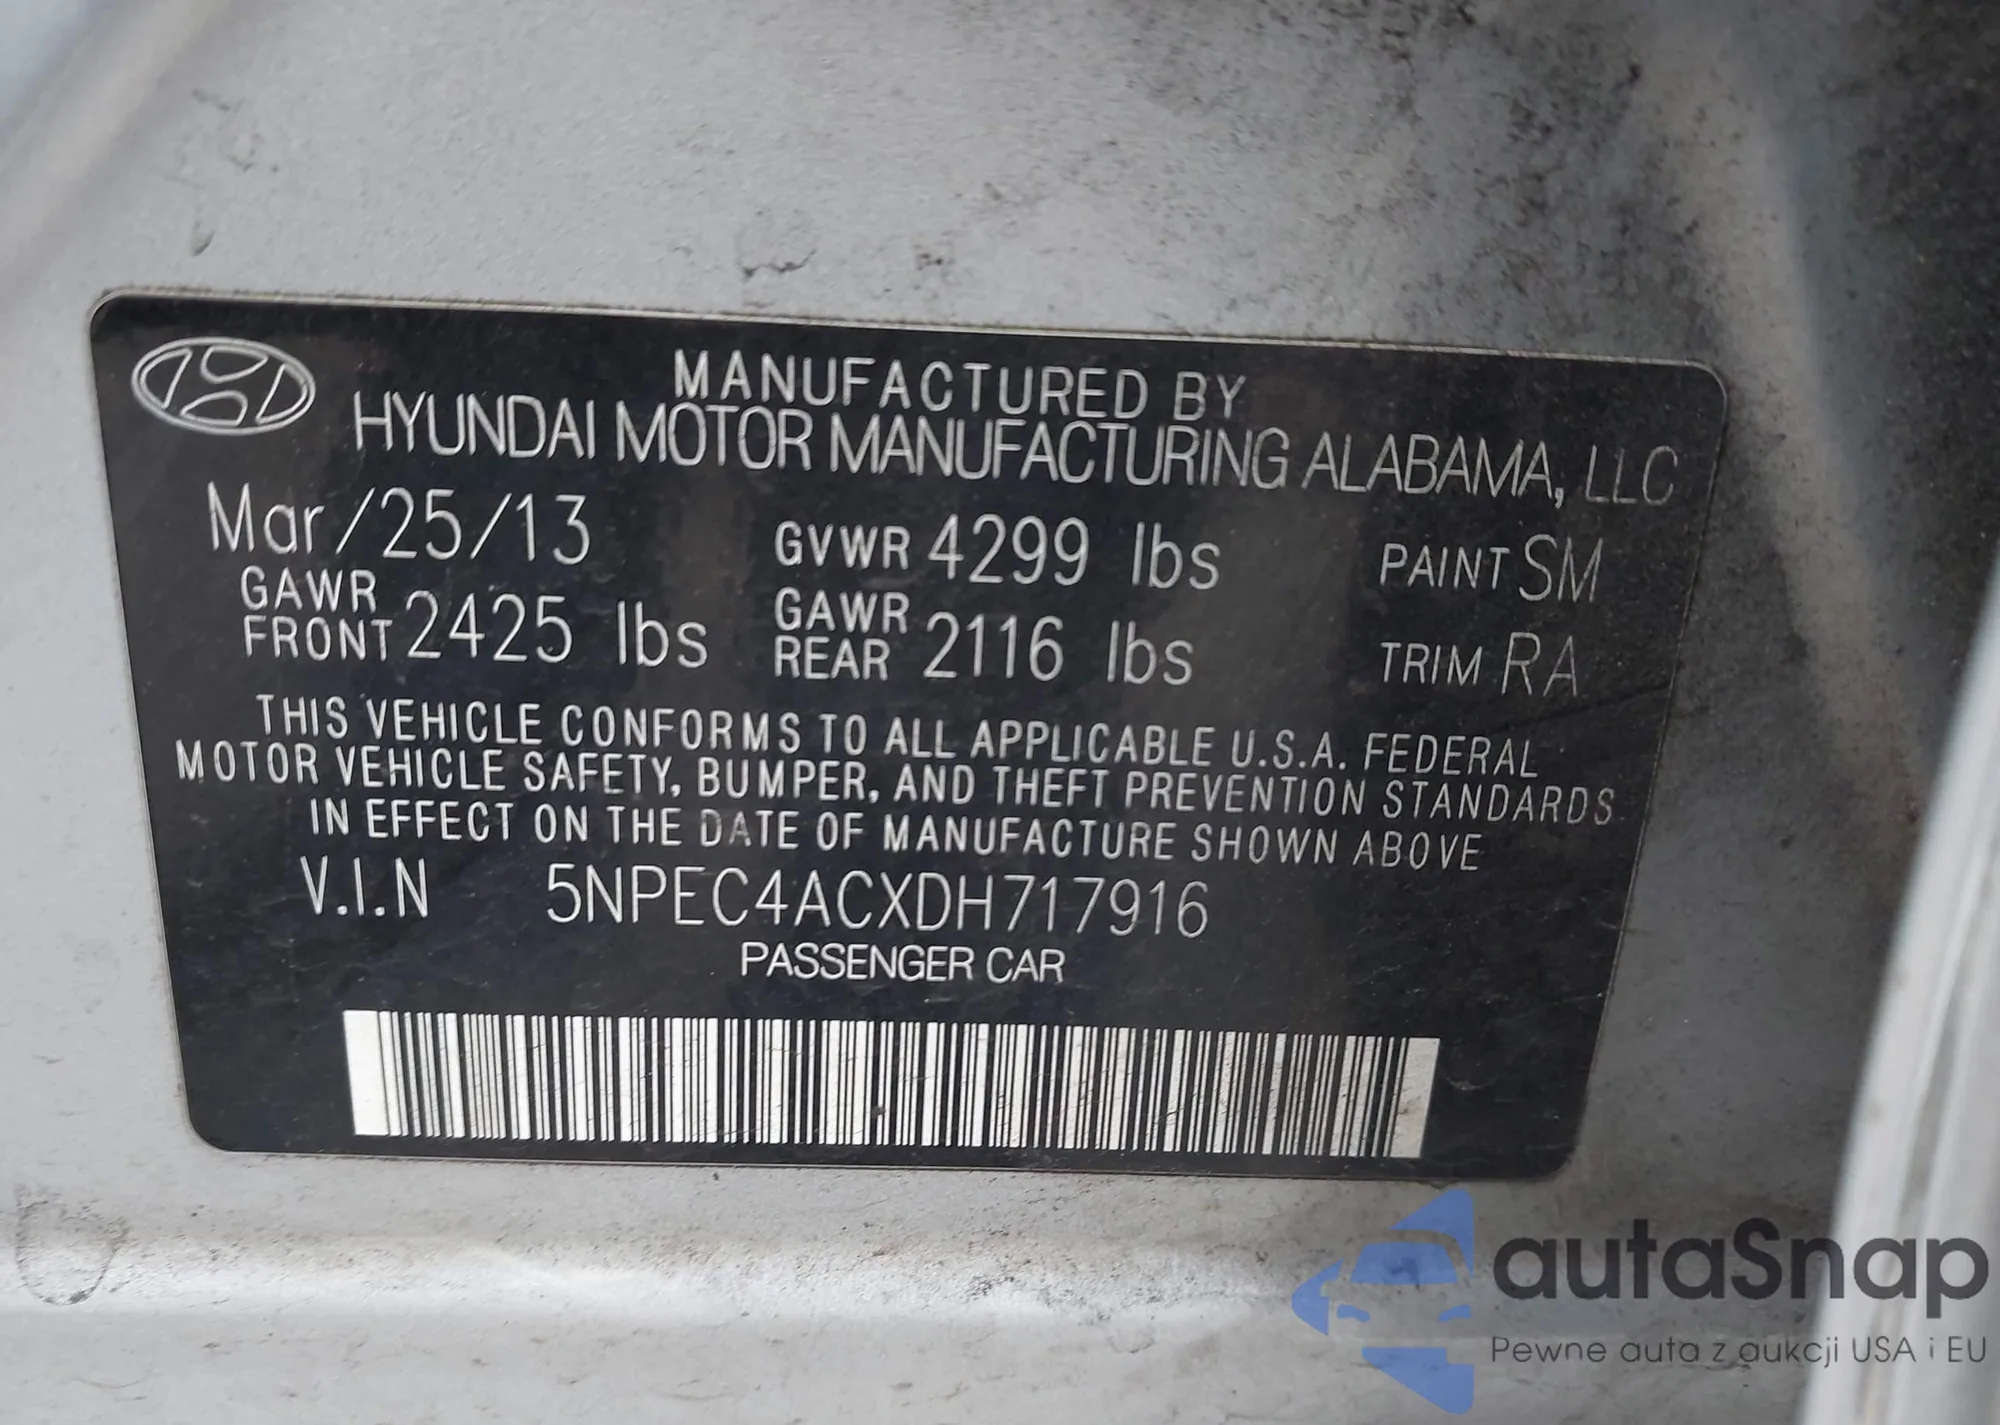 MANUFACTURED BY
HYUNDAI MOTOR MANUFACTURING ALABAMA, LLC
Mar/25/13 GVWR 4299 lbs PAINT SM
GAWR FRONT 2425 lbs GAWR REAR 2116 lbs TRIM RA
THIS VEHICLE CONFORMS TO ALL APPLICABLE U.S.A. FEDERAL
MOTOR VEHICLE SAFETY, BUMPER, AND THEFT PREVENTION STANDARDS
IN EFFECT ON THE DATE OF MANUFACTURE SHOWN ABOVE
V.I.N 5NPEC4ACXDH717916
PASSENGER CAR
autaSnap
Pewne auta z aukcji USA i EU